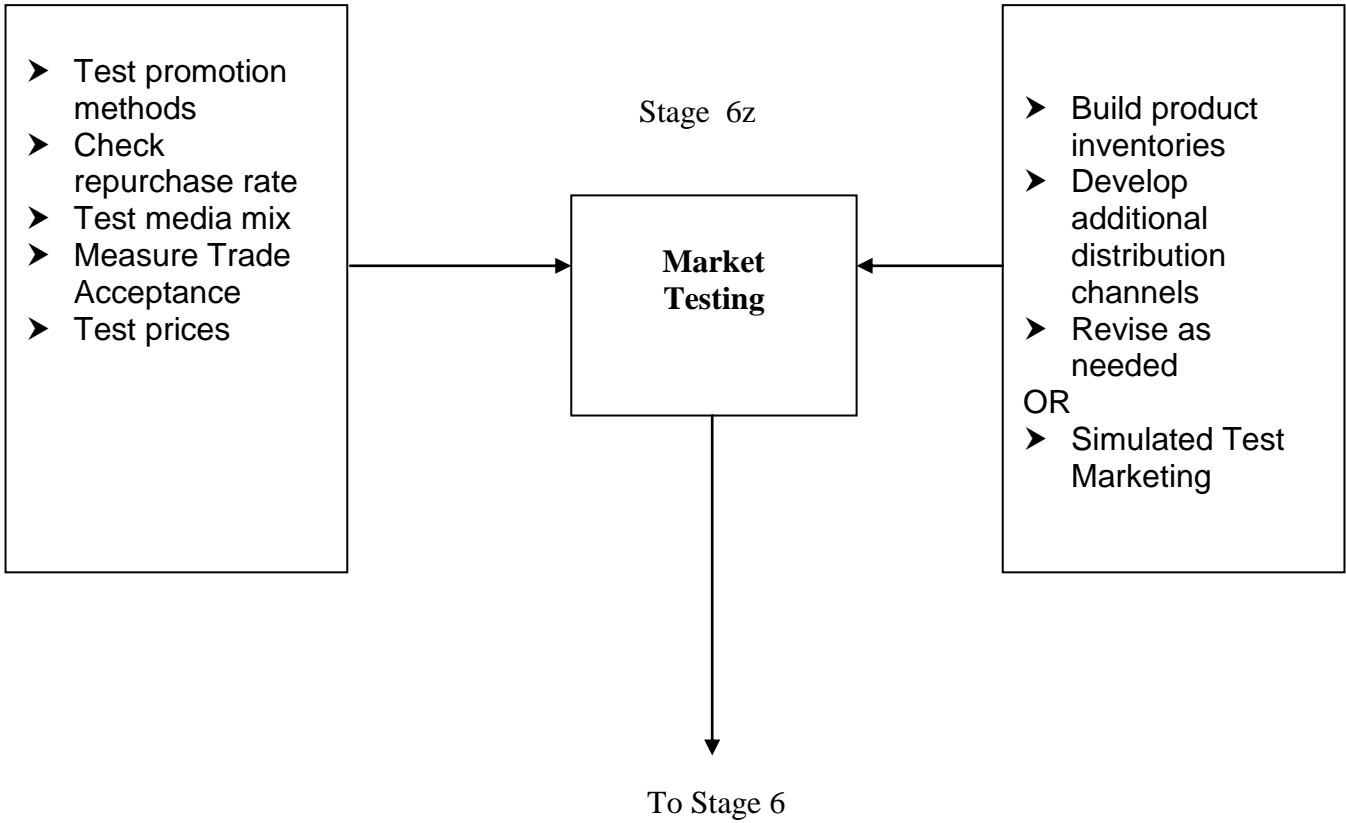 ➤ Test promotion
methods
➤ Check
repurchase rate
➤ Test media mix
➤ Measure Trade
Acceptance
➤ Test prices
Stage 6z
Market
Testing
➤ Build product
inventories
➤ Develop
additional
distribution
channels
➤ Revise as
needed
OR
➤ Simulated Test
Marketing
To Stage 6